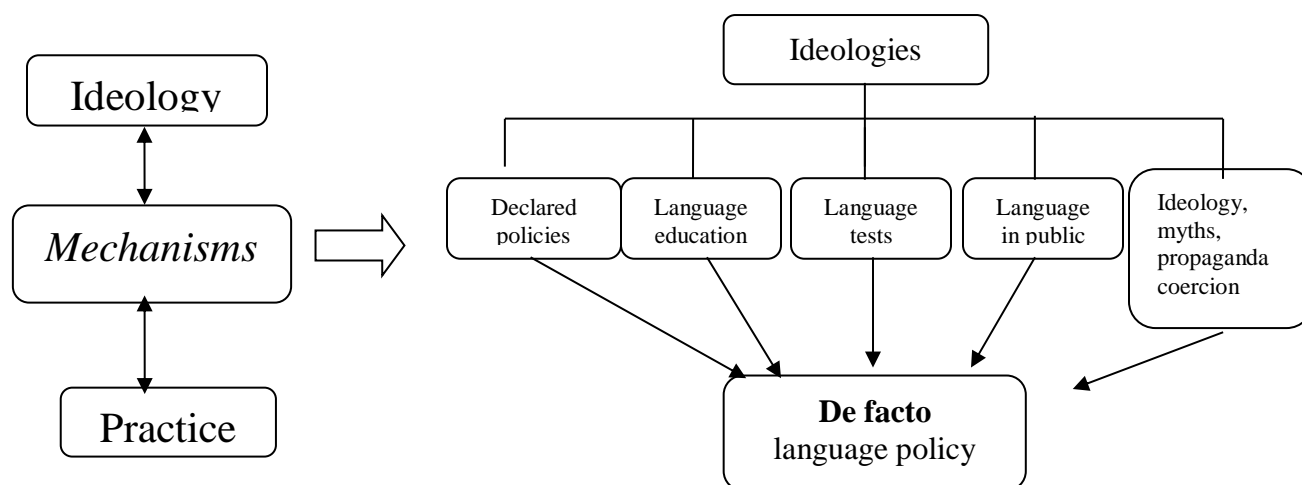 Ideology
Mechanisms
Practice
Ideologies
Declared
policies
Language
education
Language
tests
Language
in public
Ideology,
myths,
propaganda
coercion
De facto
language policy